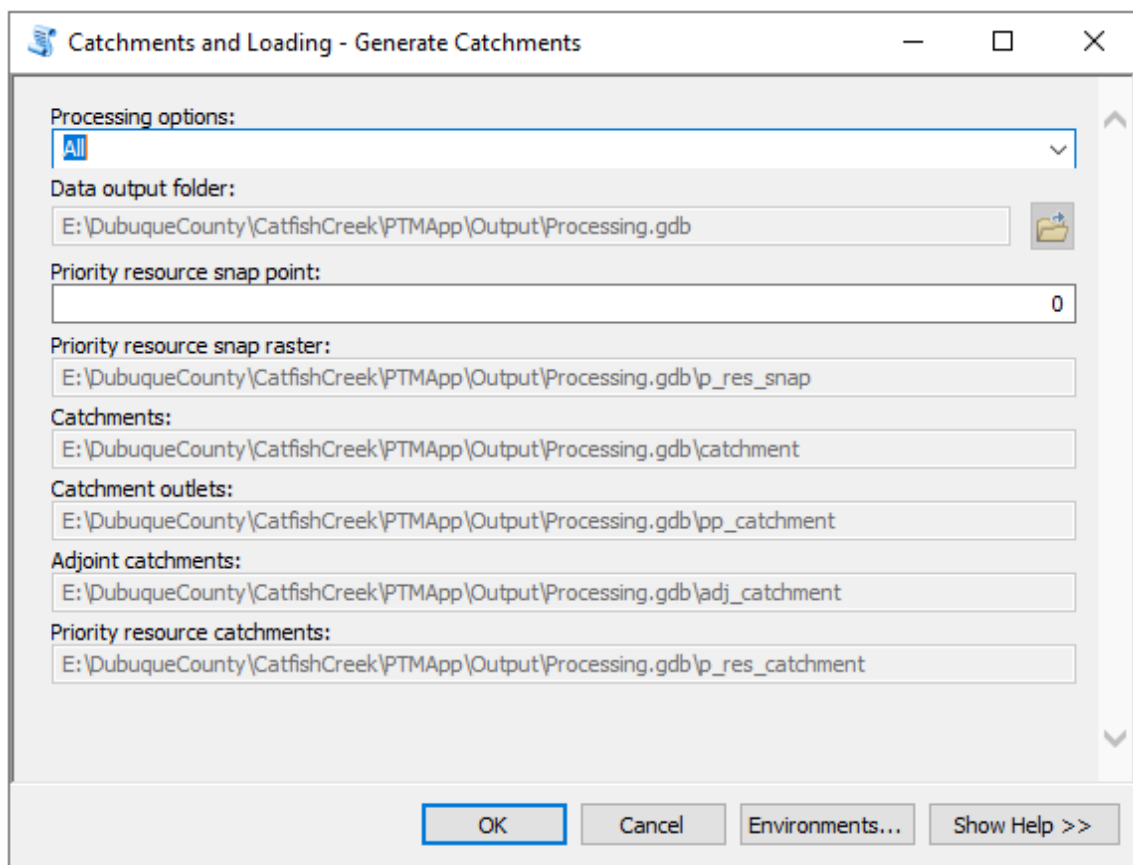 Catchments and Loading - Generate Catchments
Processing options:
All
Data output folder:
E:\DubuqueCounty\CatfishCreek\PTMApp\Output\Processing.gdb
Priority resource snap point:
0
Priority resource snap raster:
E:\DubuqueCounty\CatfishCreek\PTMApp\Output\Processing.gdb\p_res_snap
Catchments:
E:\DubuqueCounty\CatfishCreek\PTMApp\Output\Processing.gdb\catchment
Catchment outlets:
E:\DubuqueCounty\CatfishCreek\PTMApp\Output\Processing.gdb\pp_catchment
Adjoint catchments:
E:\DubuqueCounty\CatfishCreek\PTMApp\Output\Processing.gdb\adj_catchment
Priority resource catchments:
E:\DubuqueCounty\CatfishCreek\PTMApp\Output\Processing.gdb\p_res_catchment
OK Cancel Environments... Show Help >>